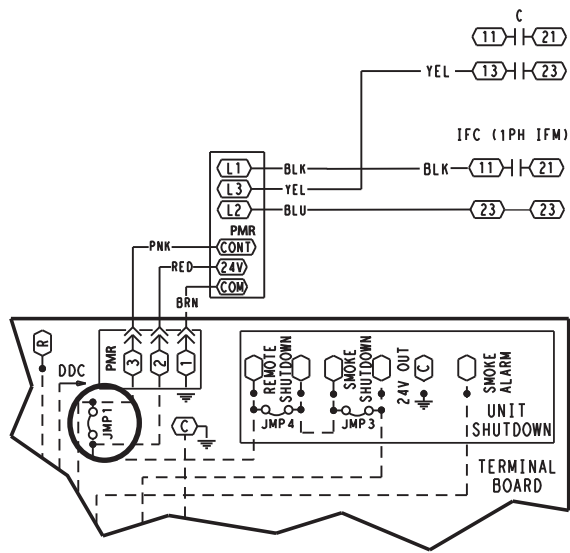 C
11 21
YEL 13 23
IFC (1PH IFM)
L1 BLK BLK 11 21
L3 YEL
L2 BLU 23 23
PMR
PNK CONT
RED 24V
BRN COM
R
DDC
PMR
3 2 1
JMP1
C
REMOTE
SHUTDOWN
SMOKE
SHUTDOWN
24V OUT
C
SMOKE
ALARM
JMP4 JMP3
UNIT
SHUTDOWN
TERMINAL
BOARD